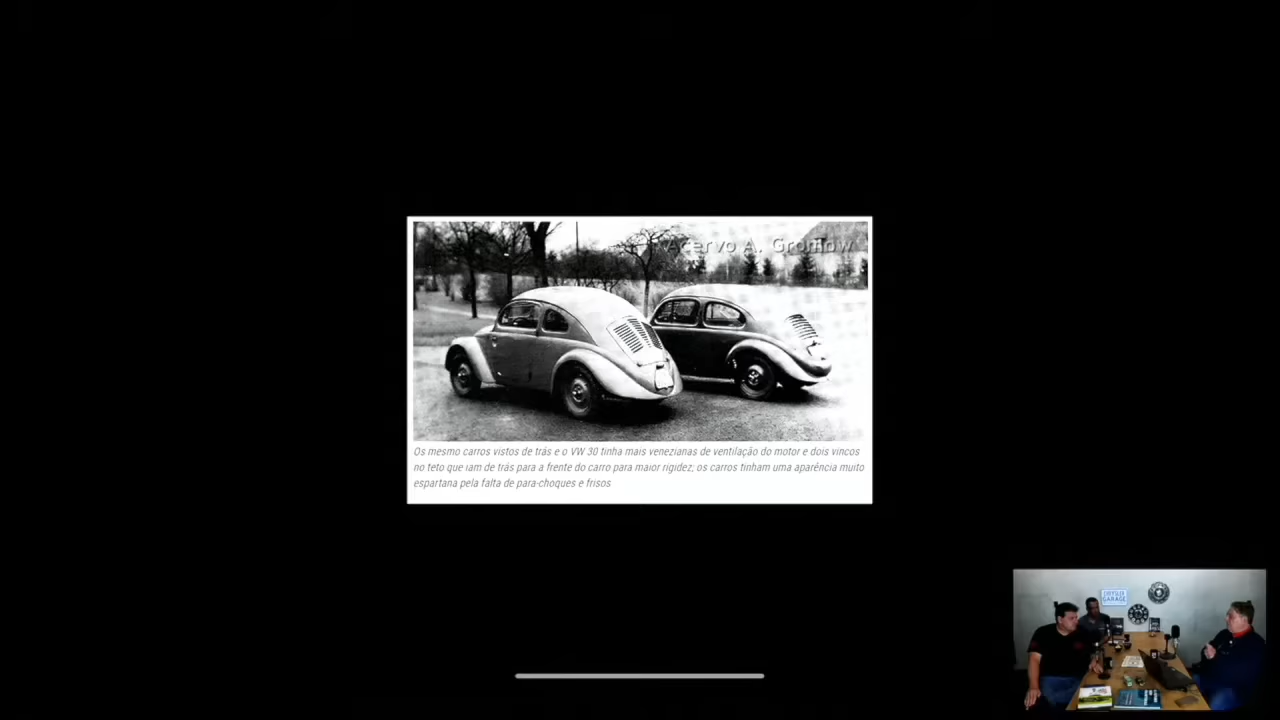 Acervo A. Gromow
Os mesmo carros vistos de trás e o VW 30 tinha mais venezianas de ventilação do motor e dois vincos
no teto que iam de trás para a frente do carro para maior rigidez; os carros tinham uma aparência muito
espartana pela falta de para-choques e frisos
GARAGE